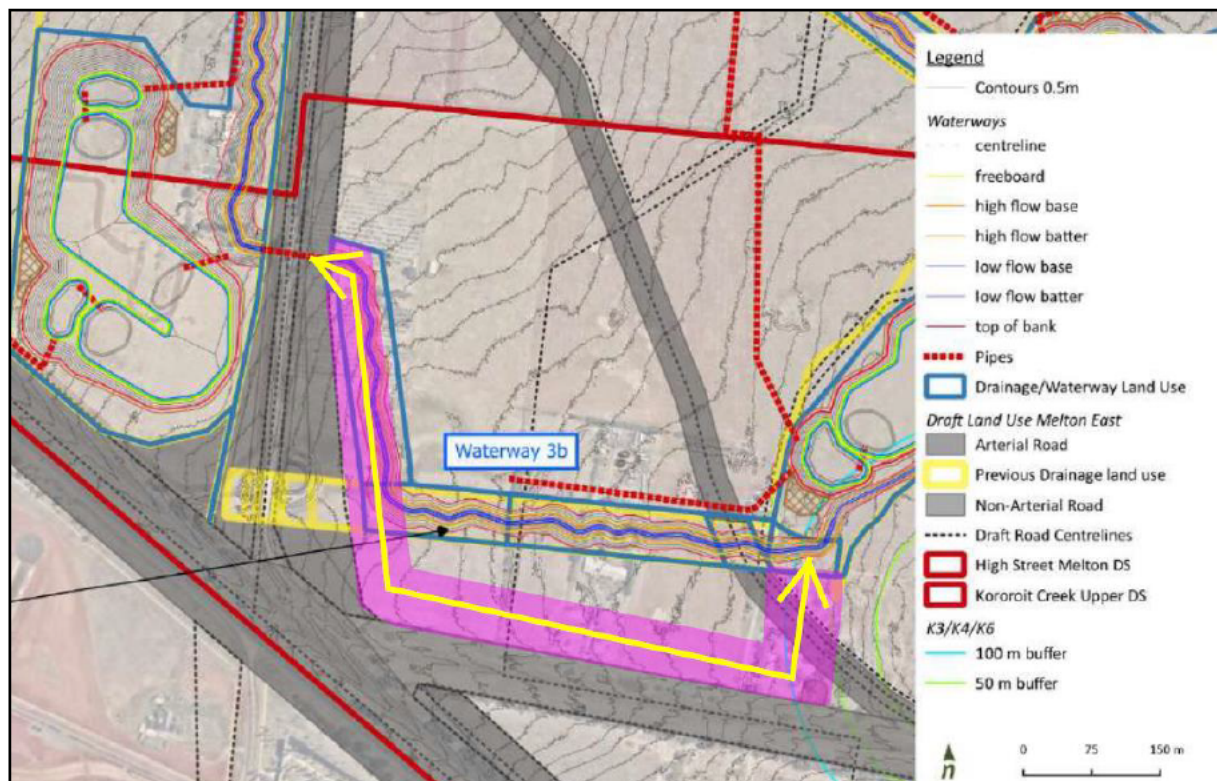 Waterway 3b
Legend
Contours 0.5m
Waterways
centreline
freeboard
high flow base
high flow batter
low flow base
low flow batter
top of bank
Pipes
Drainage/Waterway Land Use
Draft Land Use Melton East
Arterial Road
Previous Drainage land use
Non-Arterial Road
Draft Road Centrelines
High Street Melton DS
Kororoit Creek Upper DS
K3/K4/K6
100 m buffer
50 m buffer
n
0 75 150 m